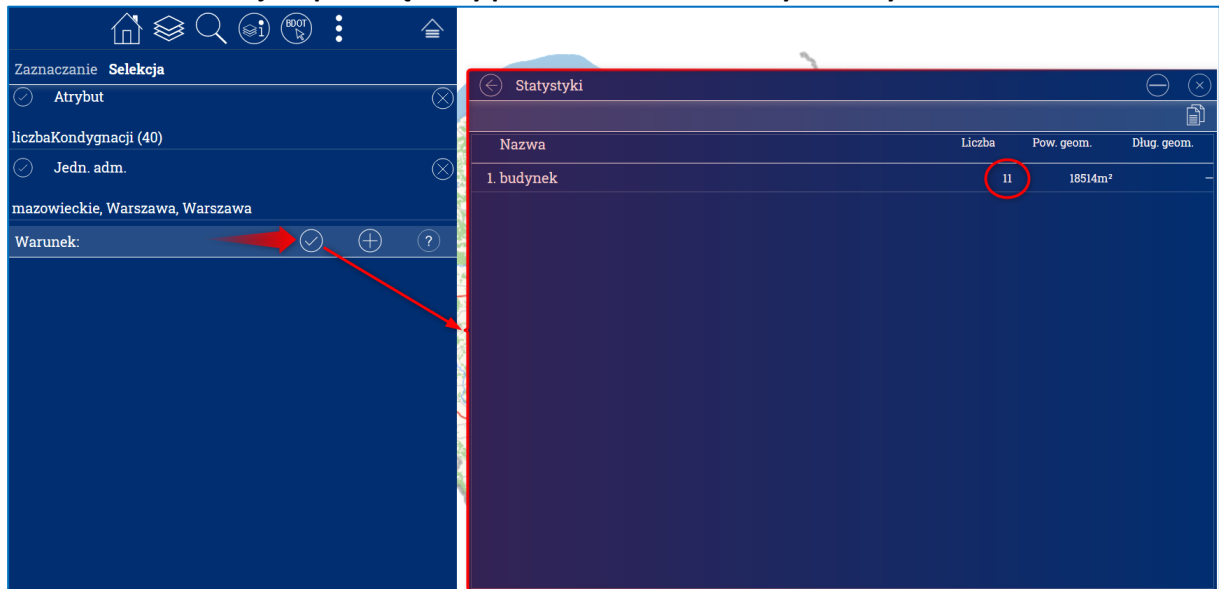 BDOT
Zaznaczanie Selekcja
Atrybut
liczbaKondygnacji (40)
Jedn. adm.
mazowieckie, Warszawa, Warszawa
Warunek:
?
Statystyki
Nazwa Liczba Pow. geom. Dług. geom.
1. budynek 11 18514m² –